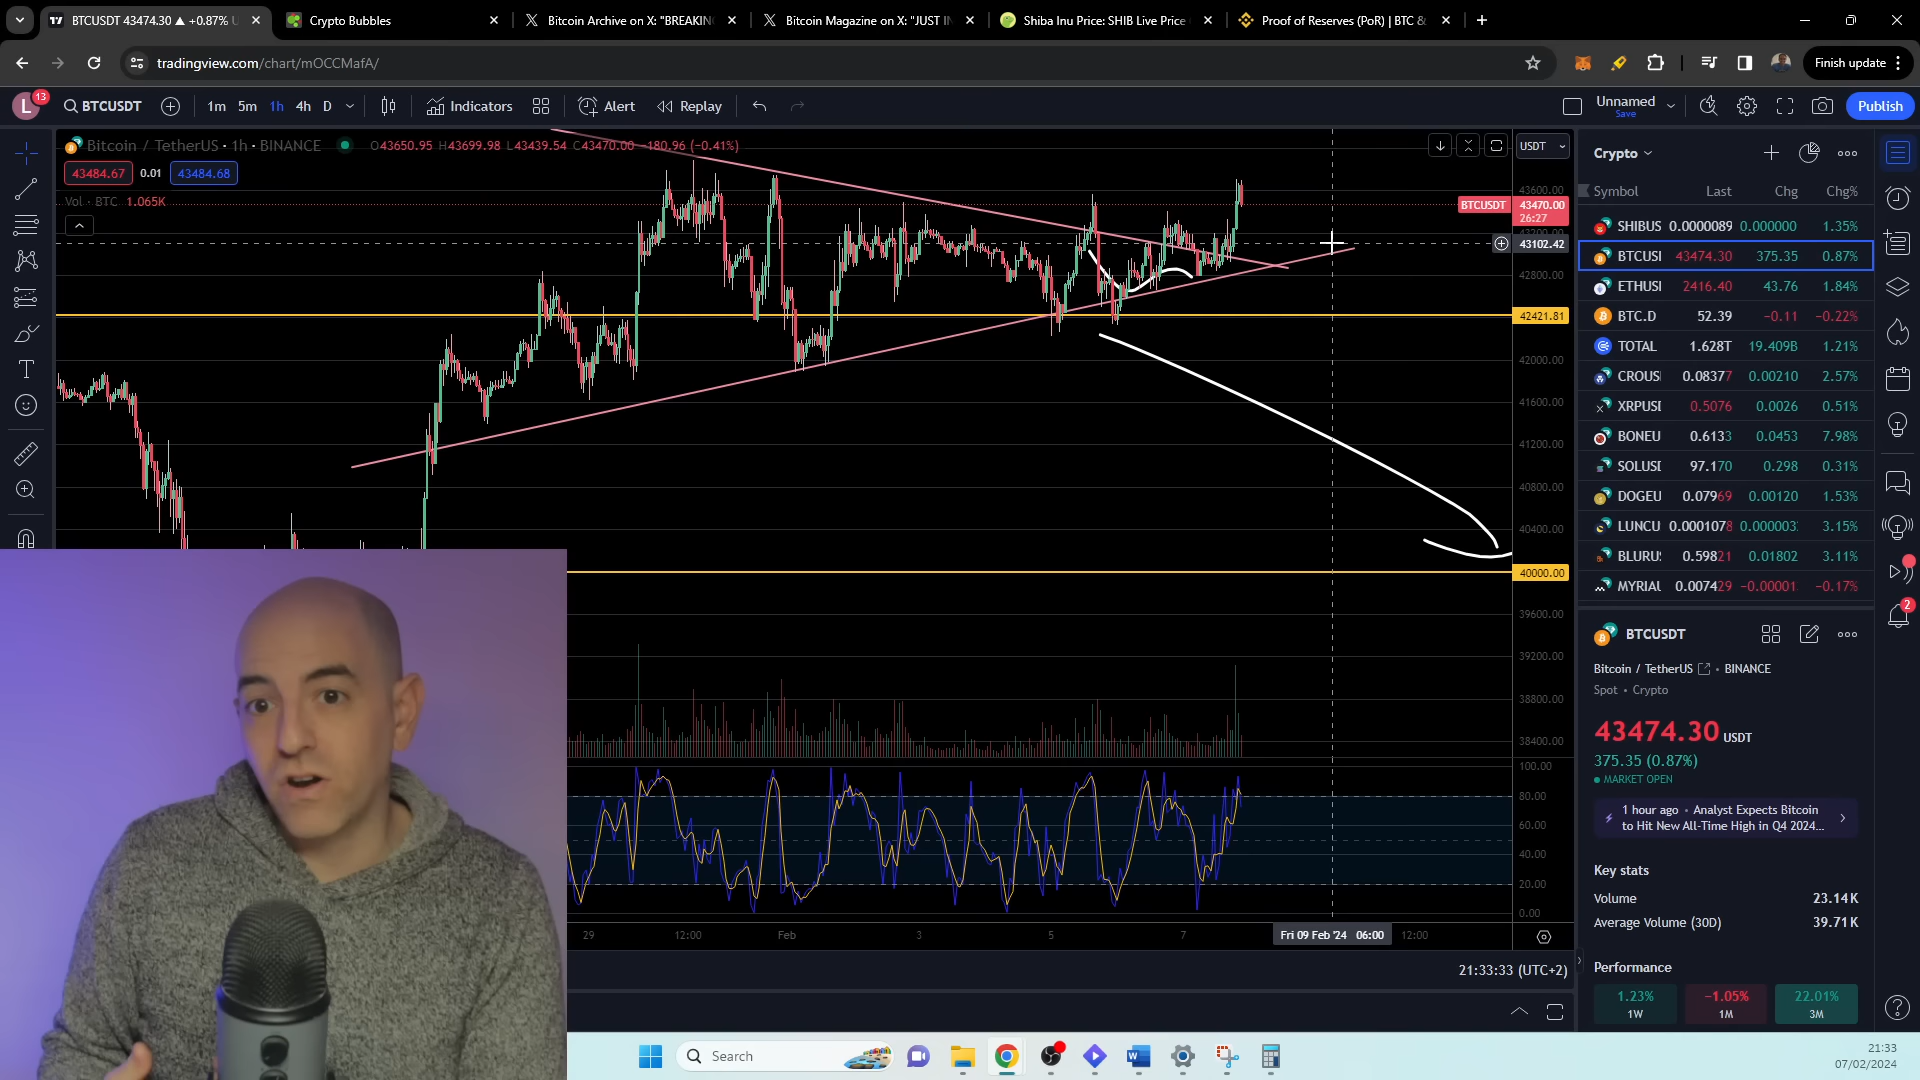 BTCUSDT 43474.30 ▲ +0.87% U
Crypto Bubbles
Bitcoin Archive on X: "BREAKIN
Bitcoin Magazine on X: "JUST I
Shiba Inu Price: SHIB Live Price
Proof of Reserves (PoR) | BTC &
tradingview.com/chart/mOCCMafA/
Finish update
L
13
BTCUSDT
1m 5m 1h 4h D
Indicators
Alert
Replay
Unnamed
Save
Publish
Bitcoin / TetherUS · 1h · BINANCE
O43650.95 H43699.98 L43439.54 C43470.00 −180.96 (−0.41%)
43484.67 0.01 43484.68
Vol · BTC 1.065K
USDT
43600.00
BTCUSDT 43470.00
26:27
43200.00
43102.42
42800.00
42421.81
42000.00
41600.00
41200.00
40800.00
40400.00
40000.00
39600.00
39200.00
38800.00
38400.00
100.00
80.00
60.00
40.00
20.00
0.00
29 12:00 Feb 3 5 7 Fri 09 Feb '24 06:00 12:00
21:33:33 (UTC+2)
Crypto
Symbol Last Chg Chg%
SHIBUS 0.0000089 0.000000 1.35%
BTCUSI 43474.30 375.35 0.87%
ETHUSI 2416.40 43.76 1.84%
BTC.D 52.39 −0.11 −0.22%
TOTAL 1.628T 19.409B 1.21%
CROUSI 0.08377 0.00210 2.57%
XRPUSI 0.5076 0.0026 0.51%
BONEU 0.6133 0.0453 7.98%
SOLUSI 97.170 0.298 0.31%
DOGEU 0.07969 0.00120 1.53%
LUNCU 0.0001078 0.000003 3.15%
BLURU 0.59821 0.01802 3.11%
MYRIAI 0.007429 −0.00001 −0.17%
2
BTCUSDT
Bitcoin / TetherUS • BINANCE
Spot • Crypto
43474.30 USDT
375.35 (0.87%)
MARKET OPEN
1 hour ago • Analyst Expects Bitcoin
to Hit New All-Time High in Q4 2024...
Key stats
Volume 23.14K
Average Volume (30D) 39.71K
Performance
1.23% −1.05% 22.01%
1W 1M 3M
Search
21:33
07/02/2024